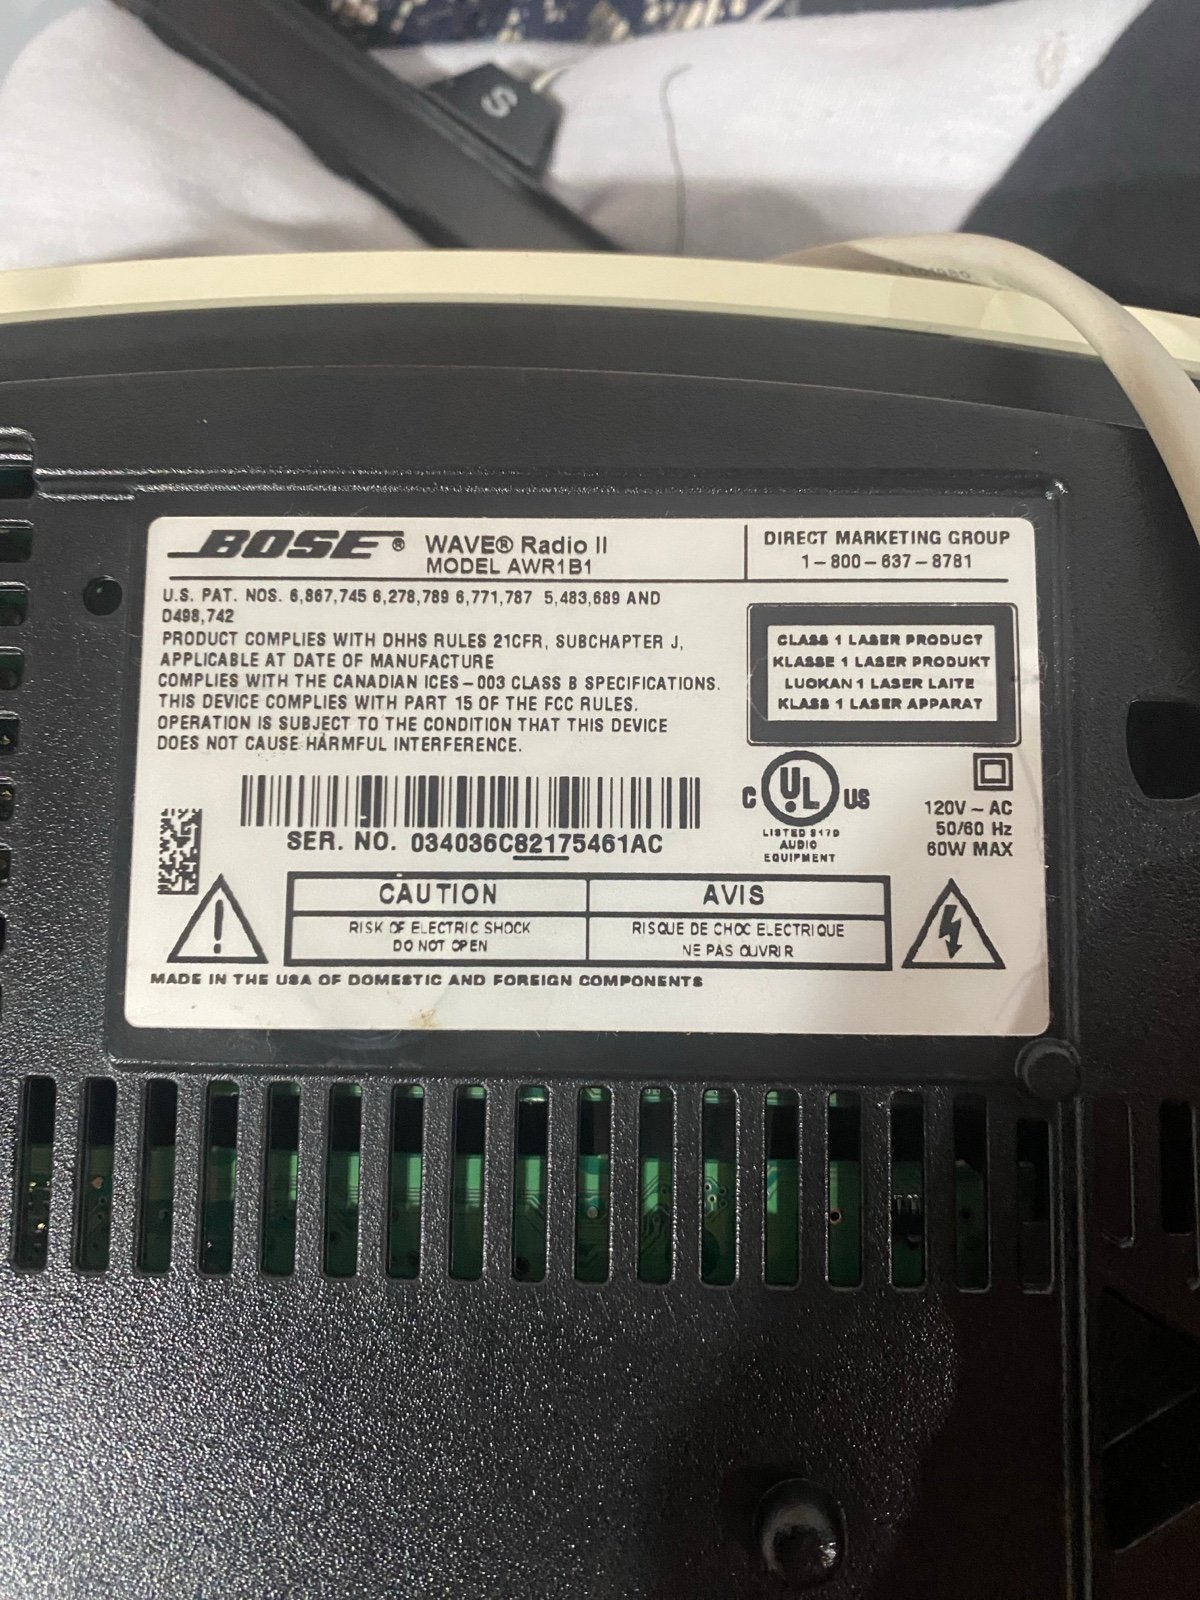 S
BOSE® WAVE® Radio II
MODEL AWR1B1
DIRECT MARKETING GROUP
1-800-637-8781
U.S. PAT. NOS. 6,867,745 6,278,789 6,771,787 5,483,689 AND
D498,742
PRODUCT COMPLIES WITH DHHS RULES 21CFR, SUBCHAPTER J,
APPLICABLE AT DATE OF MANUFACTURE
COMPLIES WITH THE CANADIAN ICES-003 CLASS B SPECIFICATIONS.
THIS DEVICE COMPLIES WITH PART 15 OF THE FCC RULES.
OPERATION IS SUBJECT TO THE CONDITION THAT THIS DEVICE
DOES NOT CAUSE HARMFUL INTERFERENCE.
CLASS 1 LASER PRODUCT
KLASSE 1 LASER PRODUKT
LUOKAN 1 LASER LAITE
KLASS 1 LASER APPARAT
SER. NO. 034036C82175461AC
C UL US
LISTED 917D
AUDIO
EQUIPMENT
120V ~ AC
50/60 Hz
60W MAX
CAUTION
RISK OF ELECTRIC SHOCK
DO NOT OPEN
AVIS
RISQUE DE CHOC ELECTRIQUE
NE PAS OUVRIR
MADE IN THE USA OF DOMESTIC AND FOREIGN COMPONENTS